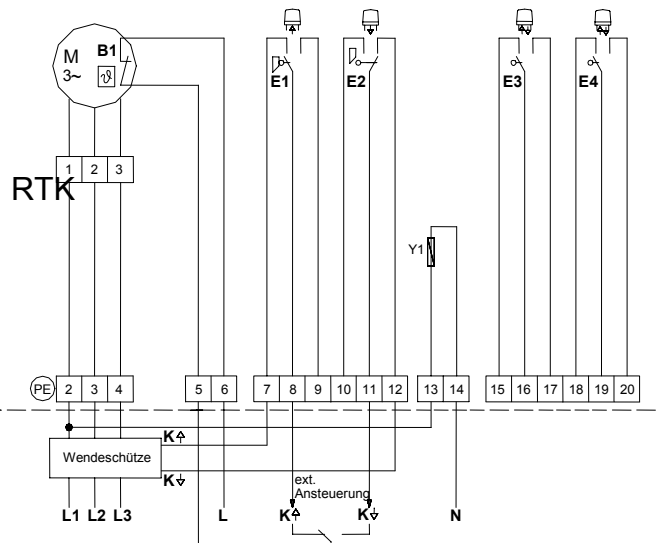 M
3~
B1
ϑ
E1
E2
E3
E4
1 2 3
RTK
Y1
PE 2 3 4 5 6 7 8 9 10 11 12 13 14 15 16 17 18 19 20
K
Wendeschütze
K
ext.
Ansteuerung
L1 L2 L3 L K K N